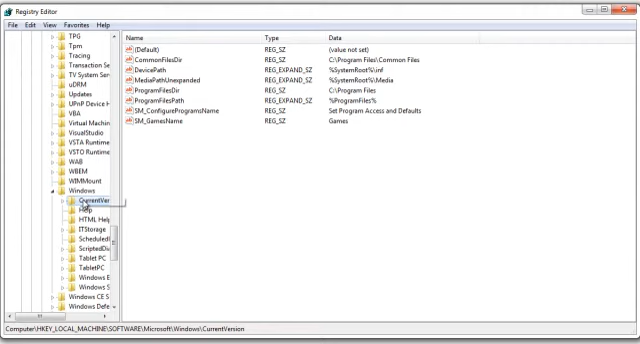 Registry Editor
File Edit View Favorites Help
TPG
Tpm
Tracing
Transaction Se
TV System Ser
uDRM
Updates
UPnP Device H
VBA
Virtual Machin
VisualStudio
VSTA Runtime
VSTO Runtime
WAB
WBEM
WIMMount
Windows
CurrentVer
Help
HTML Help
ITStorage
ScheduledI
ScriptedDia
Tablet PC
TabletPC
Windows E
Windows S
Windows CE S
Windows Defe
Name Type Data
(Default) REG_SZ (value not set)
CommonFilesDir REG_SZ C:\Program Files\Common Files
DevicePath REG_EXPAND_SZ %SystemRoot%\inf
MediaPathUnexpanded REG_EXPAND_SZ %SystemRoot%\Media
ProgramFilesDir REG_SZ C:\Program Files
ProgramFilesPath REG_EXPAND_SZ %ProgramFiles%
SM_ConfigureProgramsName REG_SZ Set Program Access and Defaults
SM_GamesName REG_SZ Games
Computer\HKEY_LOCAL_MACHINE\SOFTWARE\Microsoft\Windows\CurrentVersion